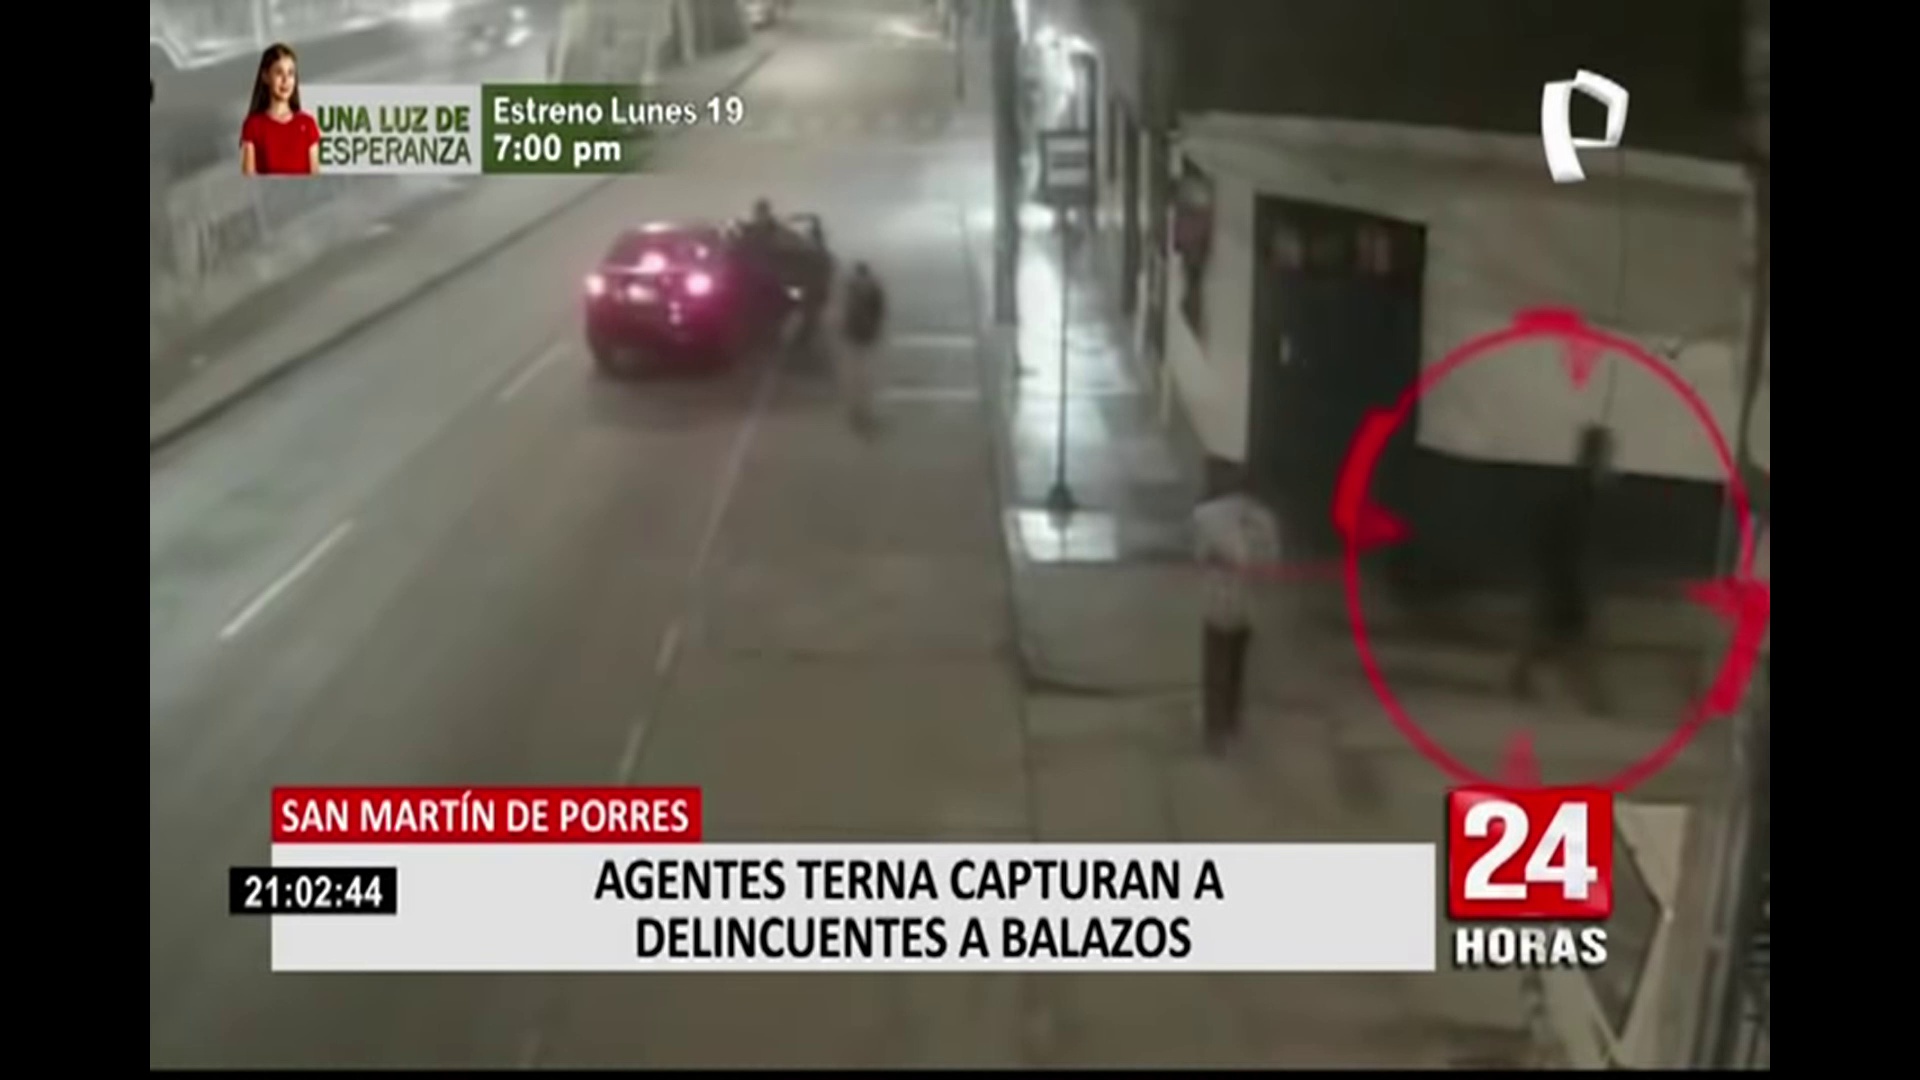 UNA LUZ DE
ESPERANZA
Estreno Lunes 19
7:00 pm
P
SAN MARTÍN DE PORRES
AGENTES TERNA CAPTURAN A
DELINCUENTES A BALAZOS
21:02:44
24
HORAS